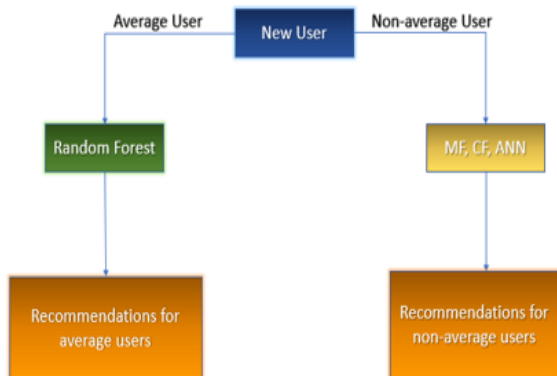 Average User
New User
Non-average User
Random Forest
MF, CF, ANN
Recommendations for
average users
Recommendations for
non-average users